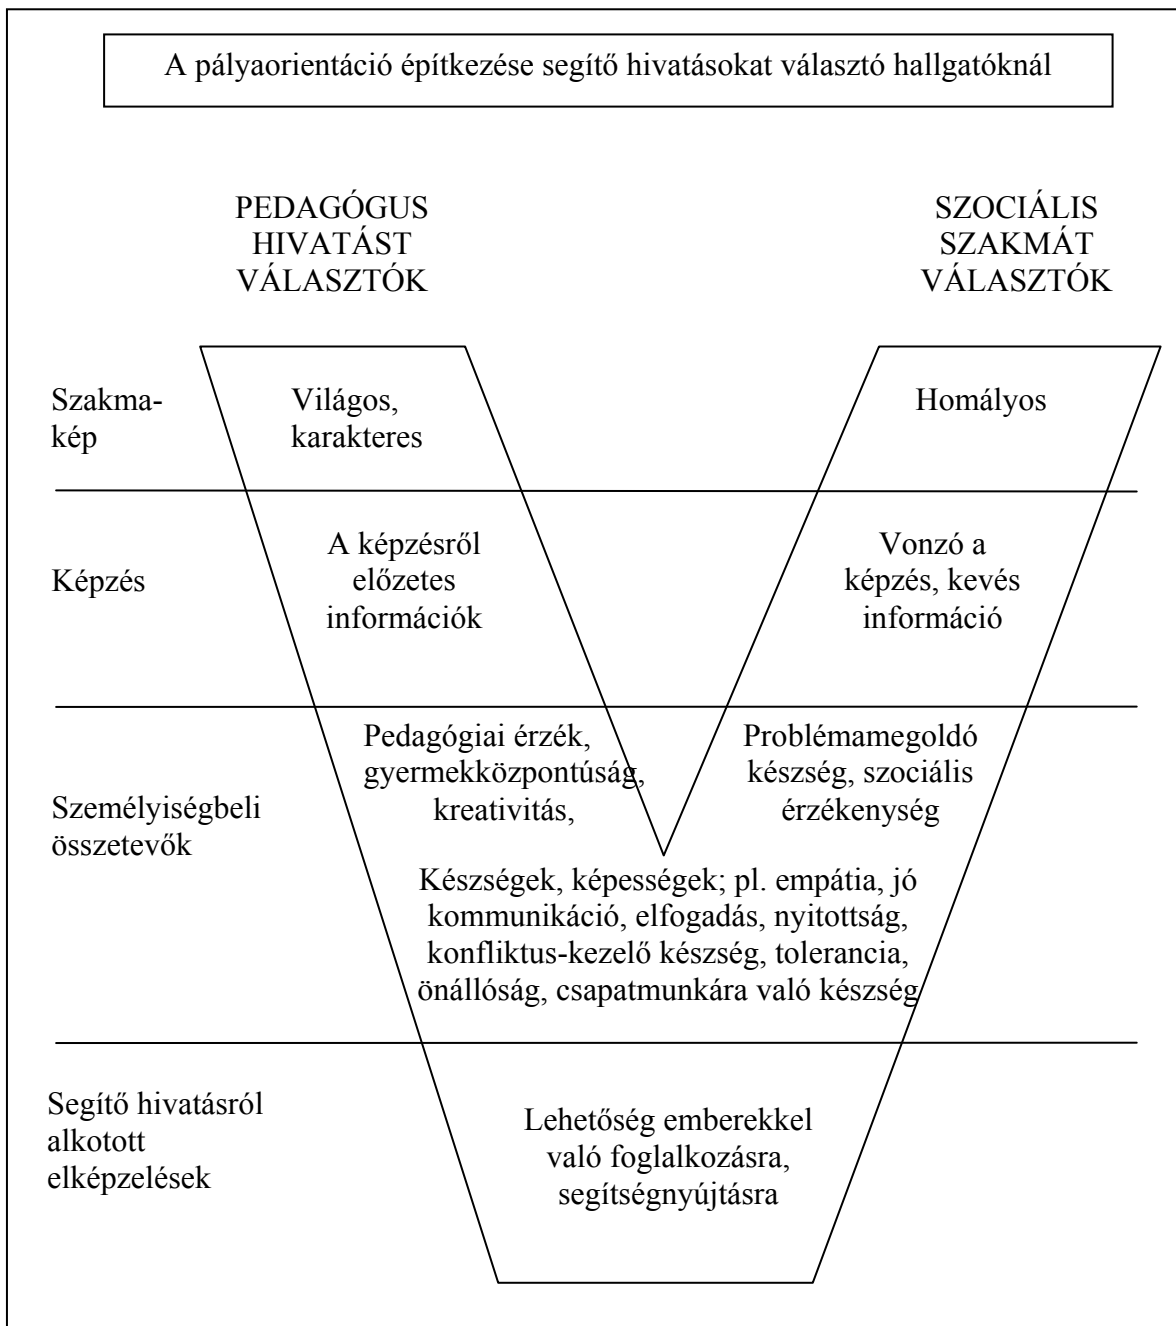 A pályaorientáció építkezése segítő hivatásokat választó hallgatóknál
PEDAGÓGUS
HIVATÁST
VÁLASZTÓK
SZOCIÁLIS
SZAKMÁT
VÁLASZTÓK
Szakma-
kép
Világos,
karakteres
Homályos
Képzés
A képzésről
előzetes
információk
Vonzó a
képzés, kevés
információ
Személyiségbeli
összetevők
Pedagógiai érzék,
gyermekközpontúság,
kreativitás,
Problémamegoldó
készség, szociális
érzékenység
Készségek, képességek; pl. empátia, jó
kommunikáció, elfogadás, nyitottság,
konfliktus-kezelő készség, tolerancia,
önállóság, csapatmunkára való készség
Segítő hivatásról
alkotott
elképzelések
Lehetőség emberekkel
való foglalkozásra,
segítségnyújtásra